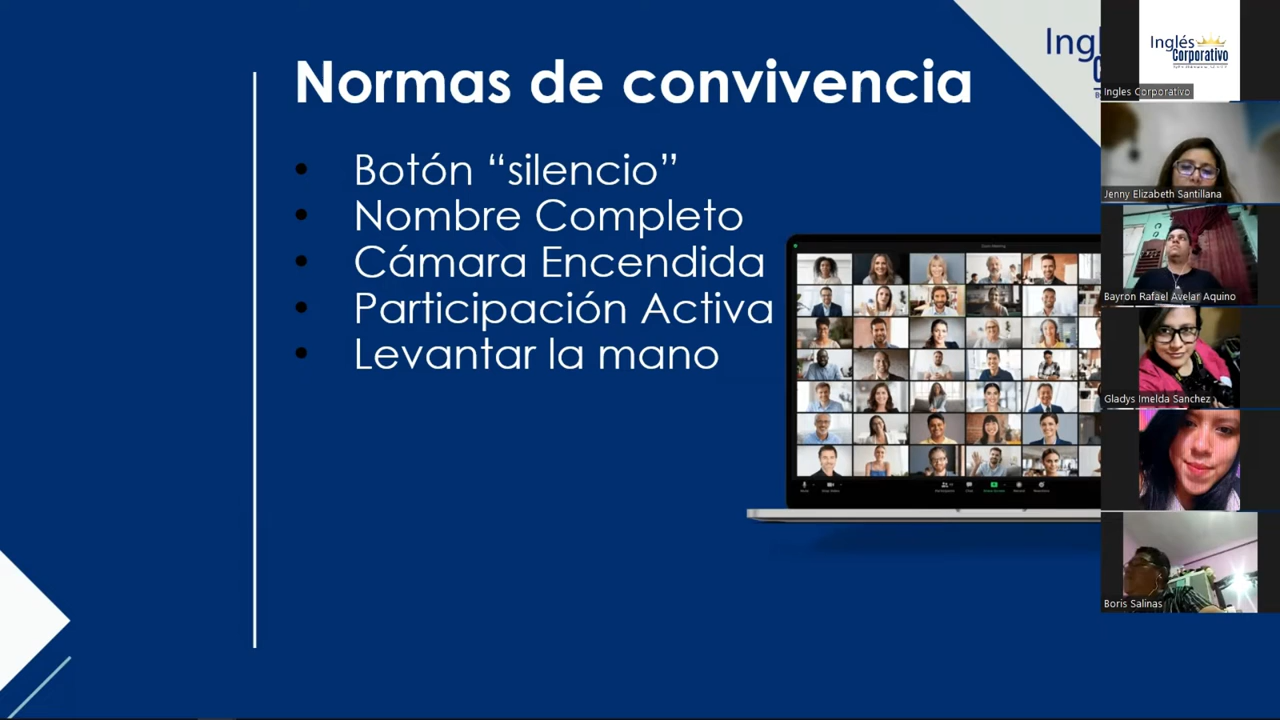 Normas de convivencia
• Botón “silencio”
• Nombre Completo
• Cámara Encendida
• Participación Activa
• Levantar la mano
Ingl
Inglés
Corporativo
Ingles Corporativo
Jenny Elizabeth Santillana
Bayron Rafael Avelar Aquino
Gladys Imelda Sanchez
Boris Salinas